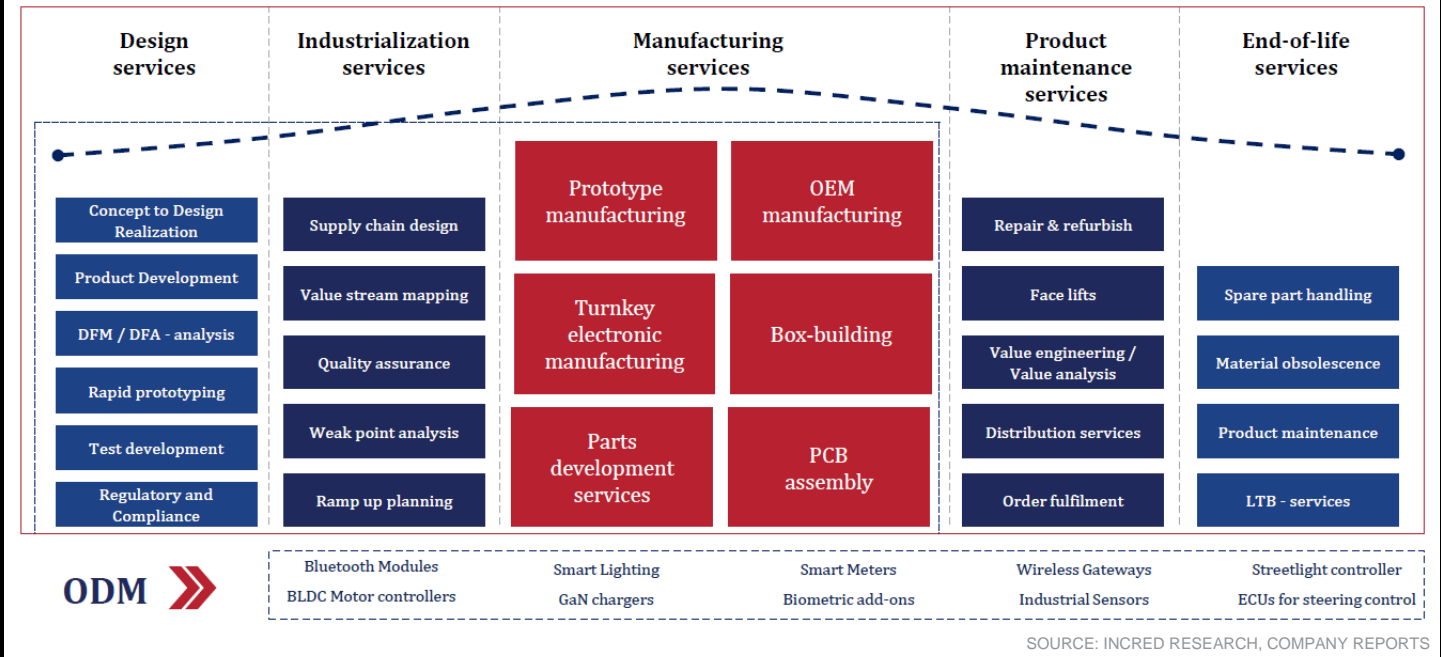 Design
services
Industrialization
services
Manufacturing
services
Product
maintenance
services
End-of-life
services
Concept to Design
Realization
Product Development
DFM / DFA - analysis
Rapid prototyping
Test development
Regulatory and
Compliance
Supply chain design
Value stream mapping
Quality assurance
Weak point analysis
Ramp up planning
Prototype
manufacturing
OEM
manufacturing
Turnkey
electronic
manufacturing
Box-building
Parts
development
services
PCB
assembly
Repair & refurbish
Face lifts
Value engineering /
Value analysis
Distribution services
Order fulfilment
Spare part handling
Material obsolescence
Product maintenance
LTB - services
ODM
Bluetooth Modules
Smart Lighting
Smart Meters
Wireless Gateways
Streetlight controller
BLDC Motor controllers
GaN chargers
Biometric add-ons
Industrial Sensors
ECUs for steering control
SOURCE: INCRED RESEARCH, COMPANY REPORTS